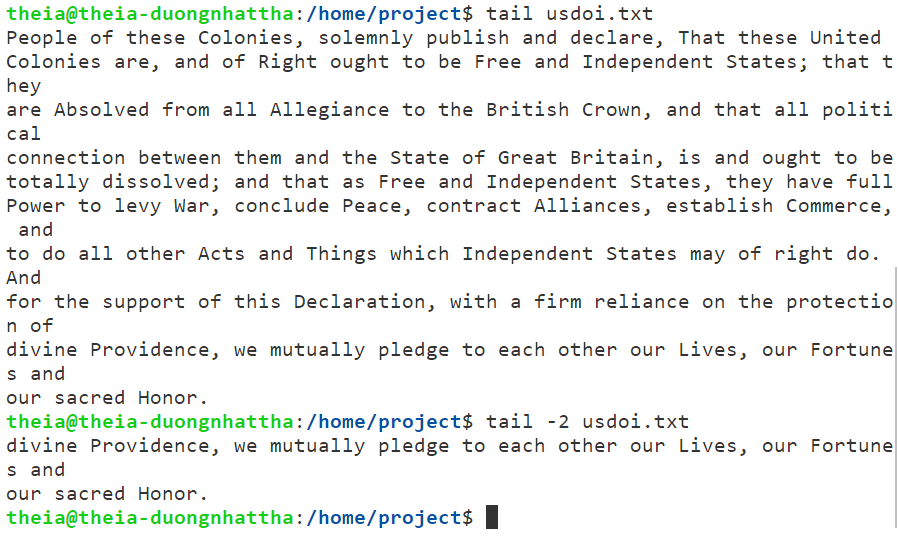 theia@theia-duongnhattha:/home/project$ tail usdoi.txt
People of these Colonies, solemnly publish and declare, That these United
Colonies are, and of Right ought to be Free and Independent States; that t
hey
are Absolved from all Allegiance to the British Crown, and that all politi
cal
connection between them and the State of Great Britain, is and ought to be
totally dissolved; and that as Free and Independent States, they have full
Power to levy War, conclude Peace, contract Alliances, establish Commerce,
 and
to do all other Acts and Things which Independent States may of right do.
And
for the support of this Declaration, with a firm reliance on the protectio
n of
divine Providence, we mutually pledge to each other our Lives, our Fortune
s and
our sacred Honor.
theia@theia-duongnhattha:/home/project$ tail -2 usdoi.txt
divine Providence, we mutually pledge to each other our Lives, our Fortune
s and
our sacred Honor.
theia@theia-duongnhattha:/home/project$